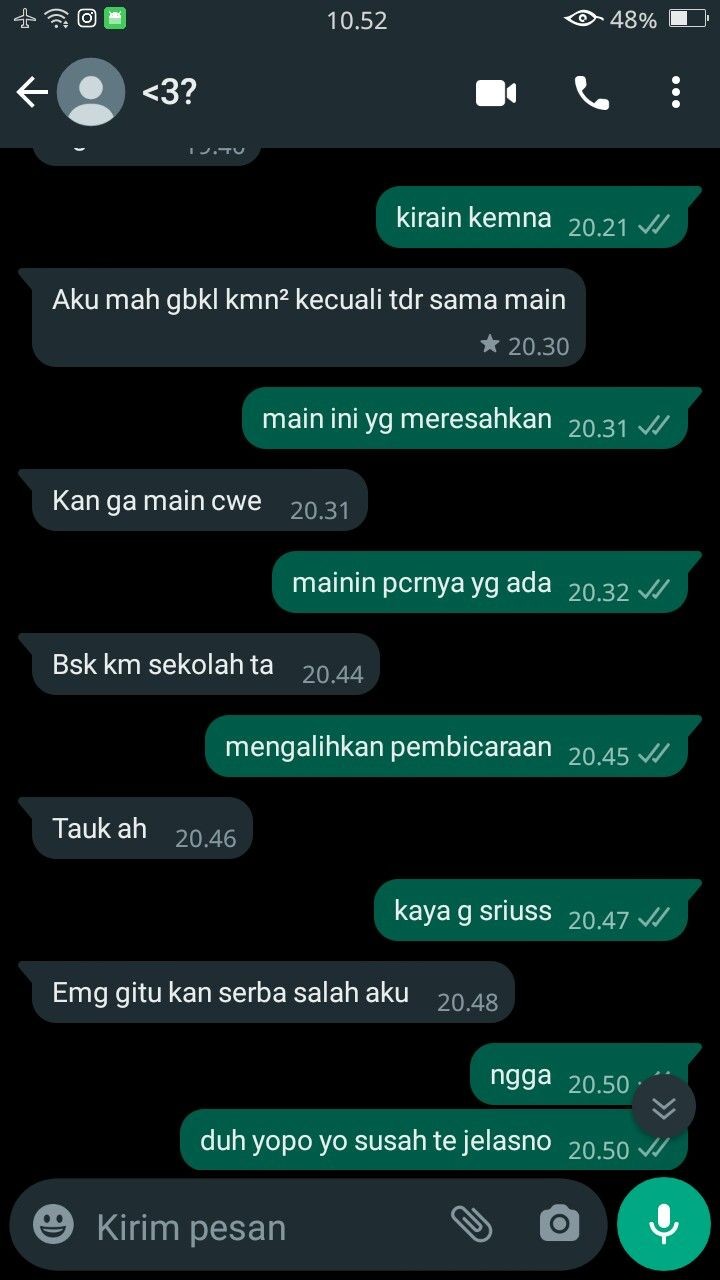 10.52
48%
<3?
kirain kemna 20.21
Aku mah gbkl kmn² kecuali tdr sama main
20.30
main ini yg meresahkan 20.31
Kan ga main cwe 20.31
mainin pcrnya yg ada 20.32
Bsk km sekolah ta 20.44
mengalihkan pembicaraan 20.45
Tauk ah 20.46
kaya g sriuss 20.47
Emg gitu kan serba salah aku 20.48
ngga 20.50
duh yopo yo susah te jelasno 20.50
Kirim pesan